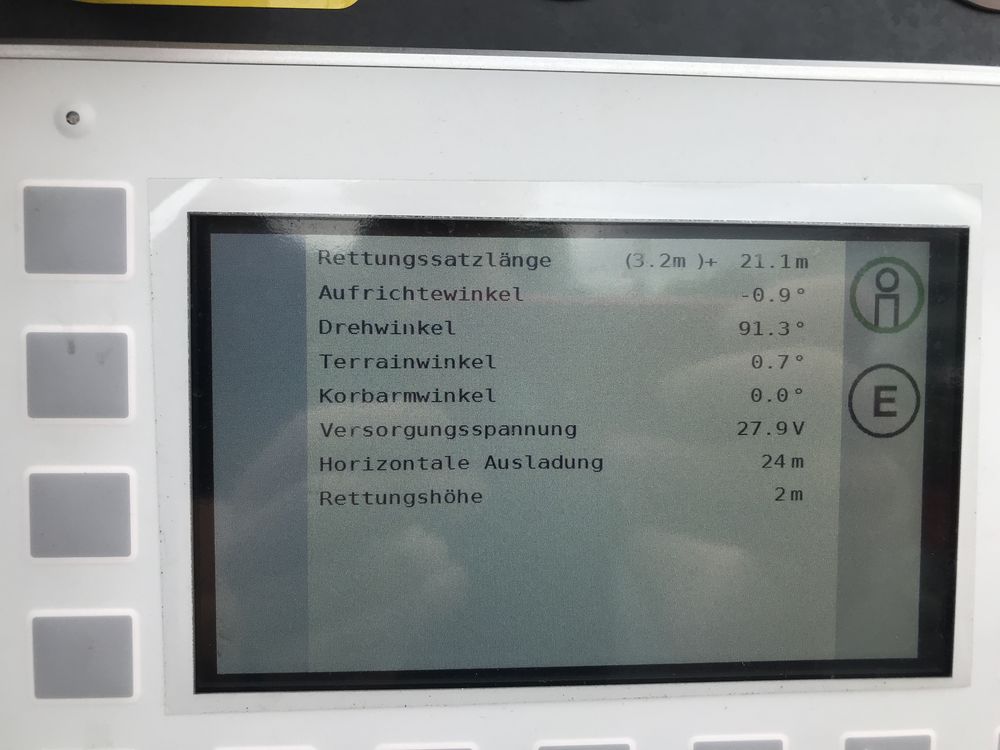 Rettungssatzlänge (3.2m )+ 21.1m
Aufrichtewinkel -0.9°
Drehwinkel 91.3°
Terrainwinkel 0.7°
Korbarmwinkel 0.0°
Versorgungsspannung 27.9V
Horizontale Ausladung 24m
Rettungshöhe 2m
E